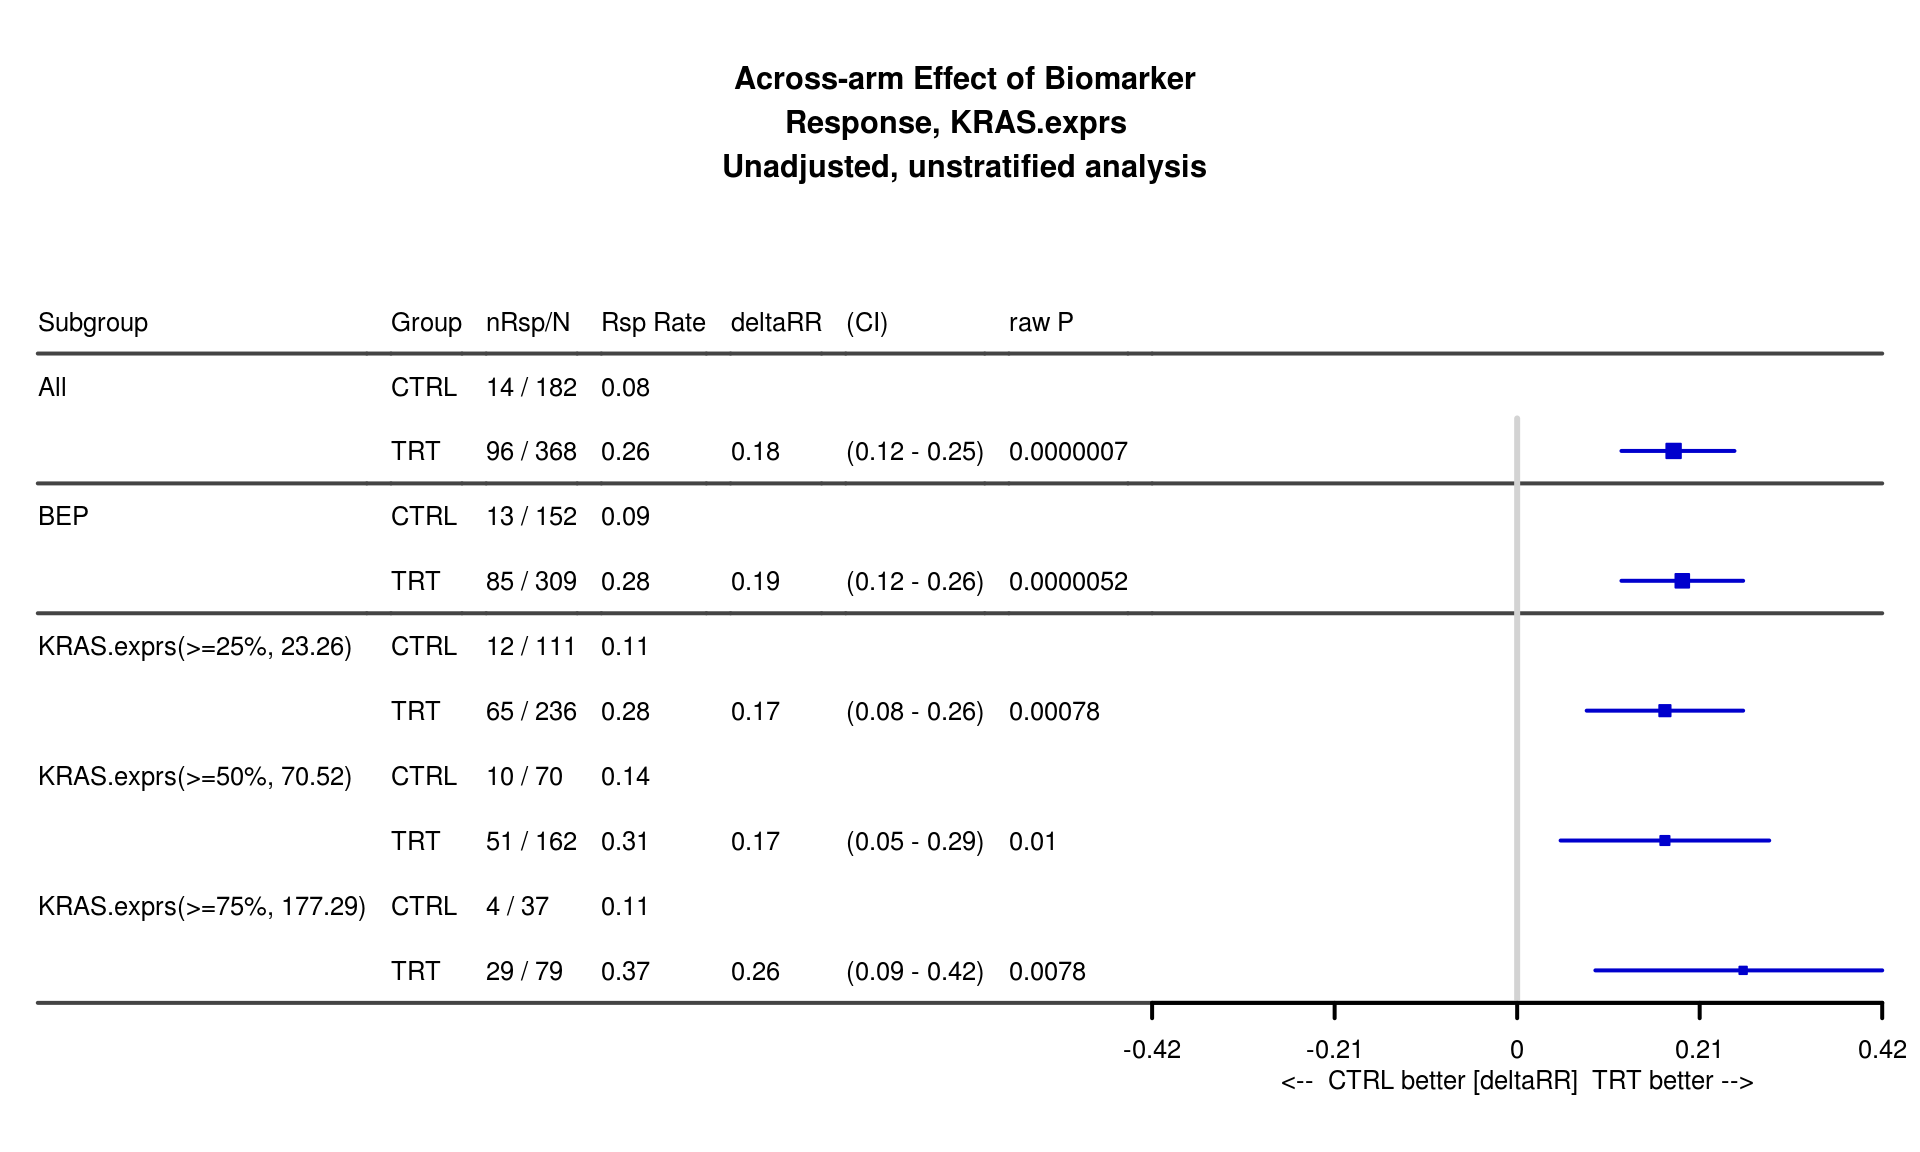 Across-arm Effect of Biomarker
Response, KRAS.exprs
Unadjusted, unstratified analysis
Subgroup Group nRsp/N Rsp Rate deltaRR (CI) raw P
All CTRL 14 / 182 0.08
TRT 96 / 368 0.26 0.18 (0.12 - 0.25) 0.0000007
BEP CTRL 13 / 152 0.09
TRT 85 / 309 0.28 0.19 (0.12 - 0.26) 0.0000052
KRAS.exprs(>=25%, 23.26) CTRL 12 / 111 0.11
TRT 65 / 236 0.28 0.17 (0.08 - 0.26) 0.00078
KRAS.exprs(>=50%, 70.52) CTRL 10 / 70 0.14
TRT 51 / 162 0.31 0.17 (0.05 - 0.29) 0.01
KRAS.exprs(>=75%, 177.29) CTRL 4 / 37 0.11
TRT 29 / 79 0.37 0.26 (0.09 - 0.42) 0.0078
-0.42 -0.21 0 0.21 0.42
<-- CTRL better [deltaRR] TRT better -->